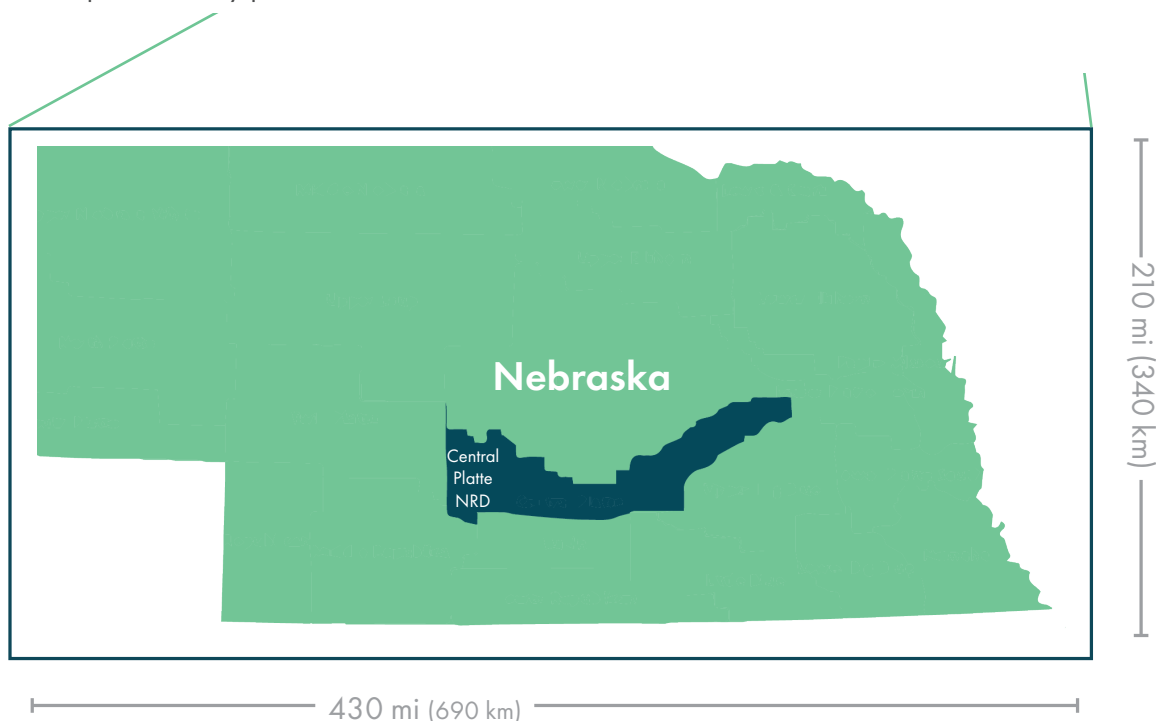 Nebraska
Central
Platte
NRD
210 mi (340 km)
430 mi (690 km)